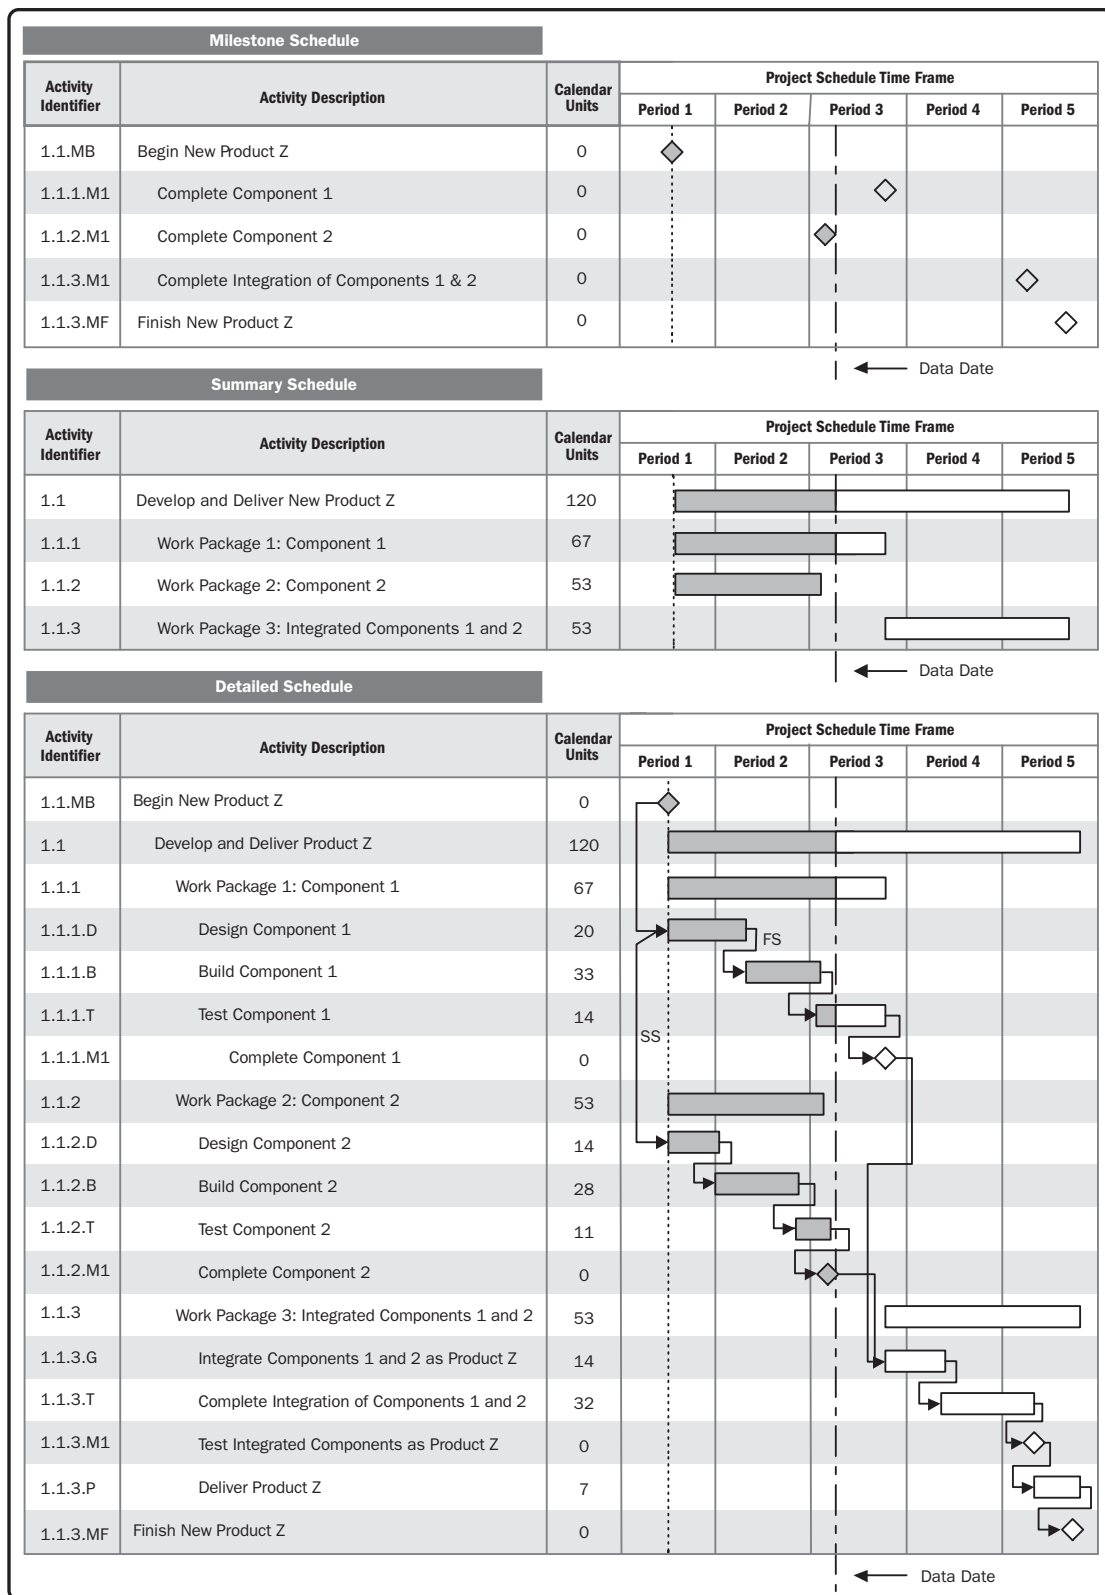 Milestone Schedule
Activity Identifier Activity Description Calendar Units Project Schedule Time Frame
Period 1 Period 2 Period 3 Period 4 Period 5
1.1.MB Begin New Product Z 0
1.1.1.M1 Complete Component 1 0
1.1.2.M1 Complete Component 2 0
1.1.3.M1 Complete Integration of Components 1 & 2 0
1.1.3.MF Finish New Product Z 0
Data Date
Summary Schedule
Activity Identifier Activity Description Calendar Units Project Schedule Time Frame
Period 1 Period 2 Period 3 Period 4 Period 5
1.1 Develop and Deliver New Product Z 120
1.1.1 Work Package 1: Component 1 67
1.1.2 Work Package 2: Component 2 53
1.1.3 Work Package 3: Integrated Components 1 and 2 53
Data Date
Detailed Schedule
Activity Identifier Activity Description Calendar Units Project Schedule Time Frame
Period 1 Period 2 Period 3 Period 4 Period 5
1.1.MB Begin New Product Z 0
1.1 Develop and Deliver Product Z 120
1.1.1 Work Package 1: Component 1 67
1.1.1.D Design Component 1 20 FS
1.1.1.B Build Component 1 33
1.1.1.T Test Component 1 14
SS
1.1.1.M1 Complete Component 1 0
1.1.2 Work Package 2: Component 2 53
1.1.2.D Design Component 2 14
1.1.2.B Build Component 2 28
1.1.2.T Test Component 2 11
1.1.2.M1 Complete Component 2 0
1.1.3 Work Package 3: Integrated Components 1 and 2 53
1.1.3.G Integrate Components 1 and 2 as Product Z 14
1.1.3.T Complete Integration of Components 1 and 2 32
1.1.3.M1 Test Integrated Components as Product Z 0
1.1.3.P Deliver Product Z 7
1.1.3.MF Finish New Product Z 0
Data Date